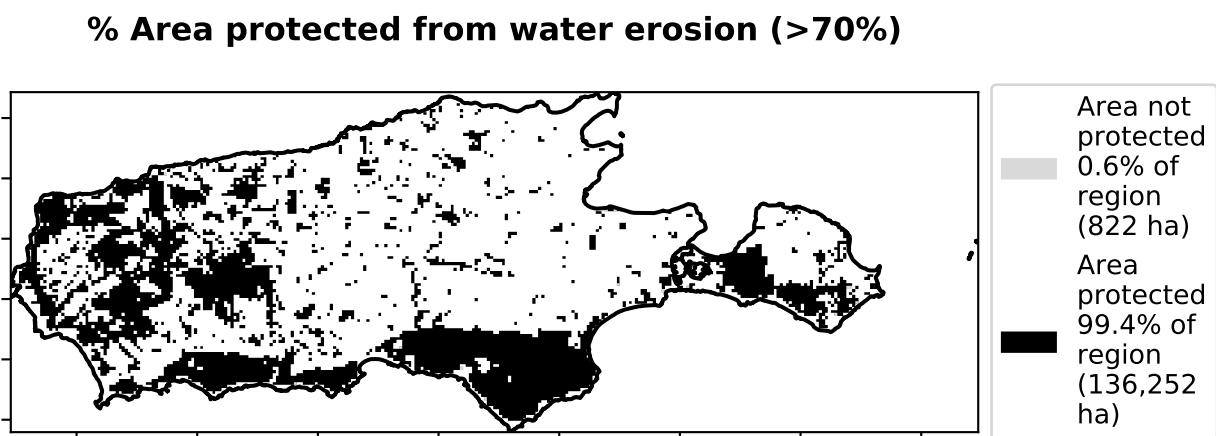 % Area protected from water erosion (>70%)
Area not
protected
0.6% of
region
(822 ha)
Area
protected
99.4% of
region
(136,252
ha)